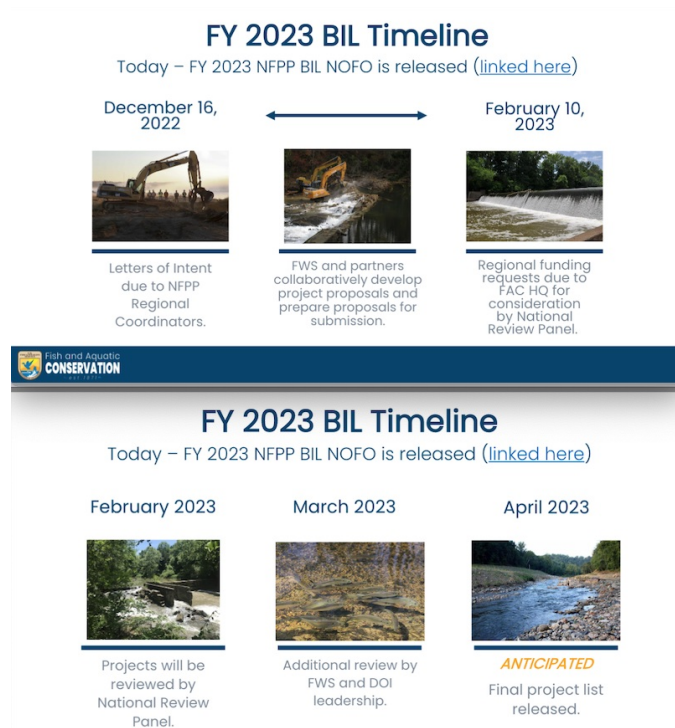 FY 2023 BIL Timeline
Today – FY 2023 NFPP BIL NOFO is released (linked here)
December 16,
2022
February 10,
2023
Letters of Intent
due to NFPP
Regional
Coordinators.
FWS and partners
collaboratively develop
project proposals and
prepare proposals for
submission.
Regional funding
requests due to
FAC HQ for
consideration
by National
Review Panel.
Fish and Aquatic
CONSERVATION
FY 2023 BIL Timeline
Today – FY 2023 NFPP BIL NOFO is released (linked here)
February 2023
March 2023
April 2023
Projects will be
reviewed by
National Review
Panel.
Additional review by
FWS and DOI
leadership.
ANTICIPATED
Final project list
released.